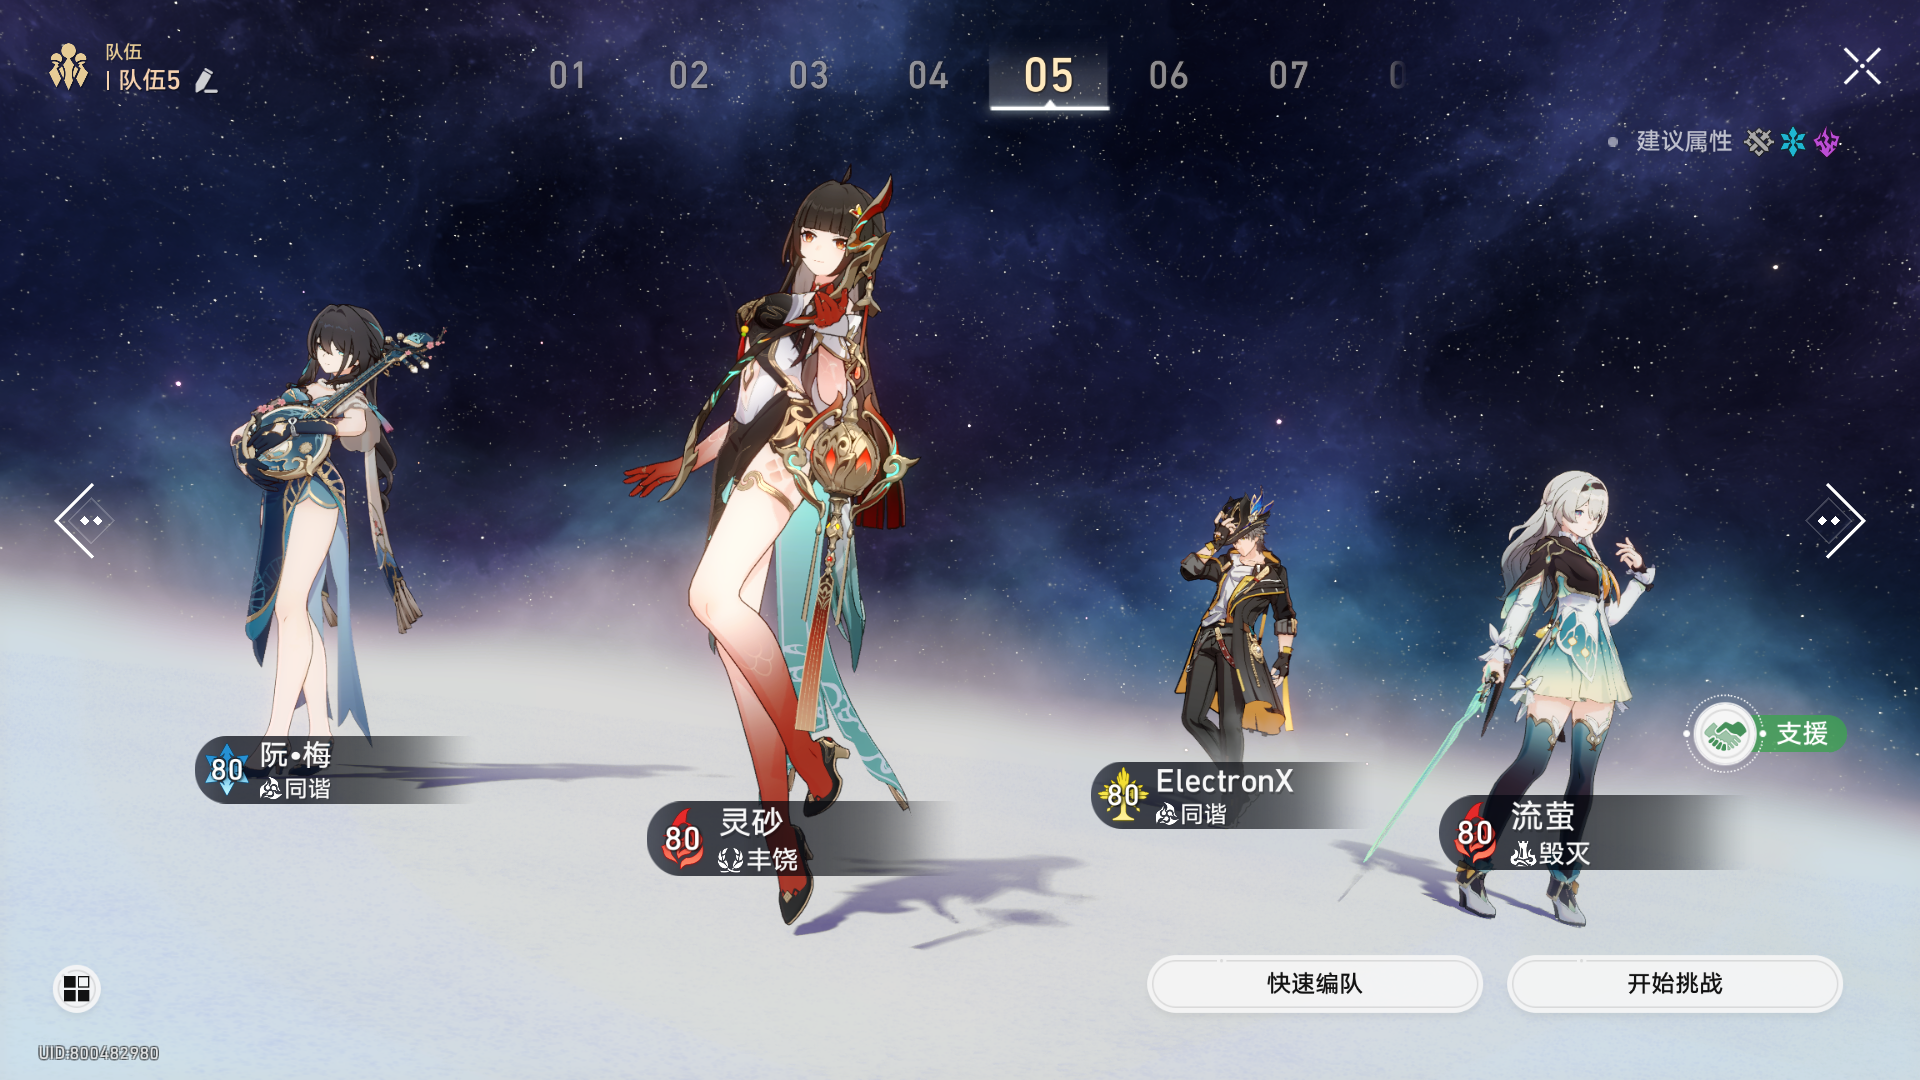 队伍
队伍5
01 02 03 04 05 06 07
建议属性
80 阮•梅
同谐
80 灵砂
丰饶
80 ElectronX
同谐
支援
80 流萤
毁灭
快速编队
开始挑战
UID:800482980